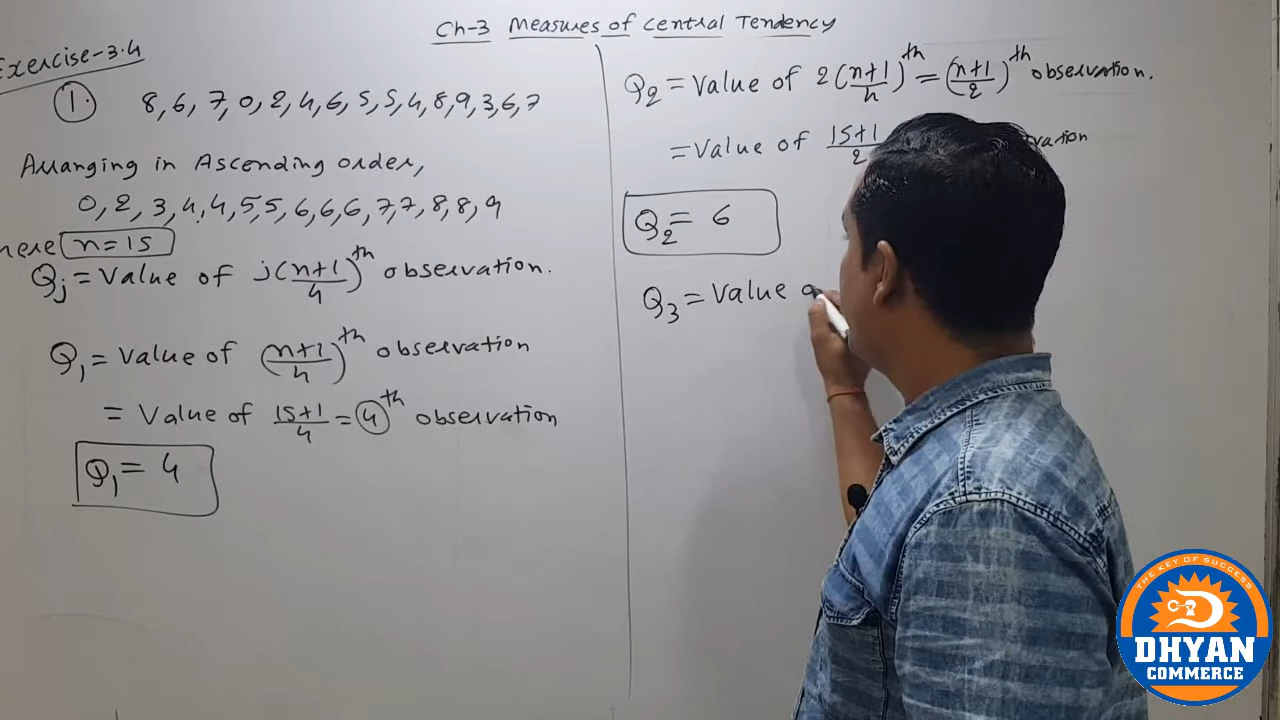 Ch-3 Measures of Central Tendency
Exercise-3.4
1. 8, 6, 7, 0, 2, 4, 6, 5, 5, 4, 8, 9, 3, 6, 7
Arranging in Ascending order,
0, 2, 3, 4, 4, 5, 5, 6, 6, 6, 7, 7, 8, 8, 9
here n=15
Qj = Value of j(n+1/4)th observation.
Q1 = Value of (n+1/4)th observation
= Value of 15+1/4 = 4th observation
Q1 = 4
Q2 = Value of 2(n+1/4)th = (n+1/2)th observation.
= Value of 15+1/2
Q2 = 6
Q3 = Value
THE KEY OF SUCCESS
DHYAN
COMMERCE